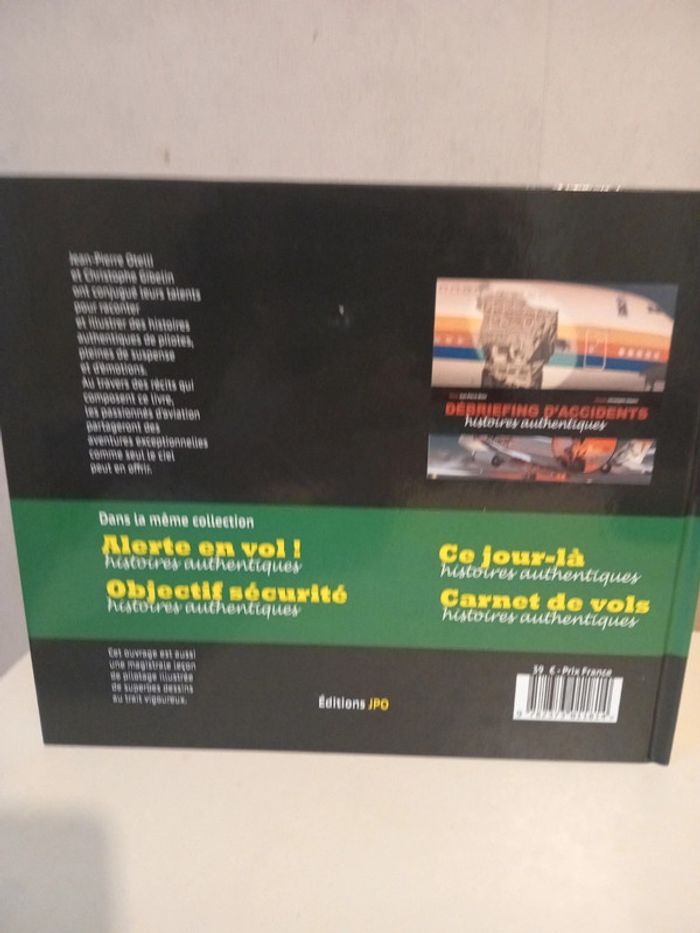 Jean-Pierre Otelli
et Christophe Gibelin
ont conjugué leurs talents
pour raconter
et illustrer des histoires
authentiques de pilotes,
pleines de suspense
et d'émotions.
Au travers des récits qui
composent ce livre,
les passionnés d'aviation
partageront des
aventures exceptionnelles
comme seul le ciel
peut en offrir.
DÉBRIEFING D'ACCIDENTS
histoires authentiques
Dans la même collection
Alerte en vol !
histoires authentiques
Objectif sécurité
histoires authentiques
Ce jour-là
histoires authentiques
Carnet de vols
histoires authentiques
Cet ouvrage est aussi
une magistrale leçon
de pilotage illustrée
de superbes dessins
au trait vigoureux.
Éditions JPO
39 € - Prix France